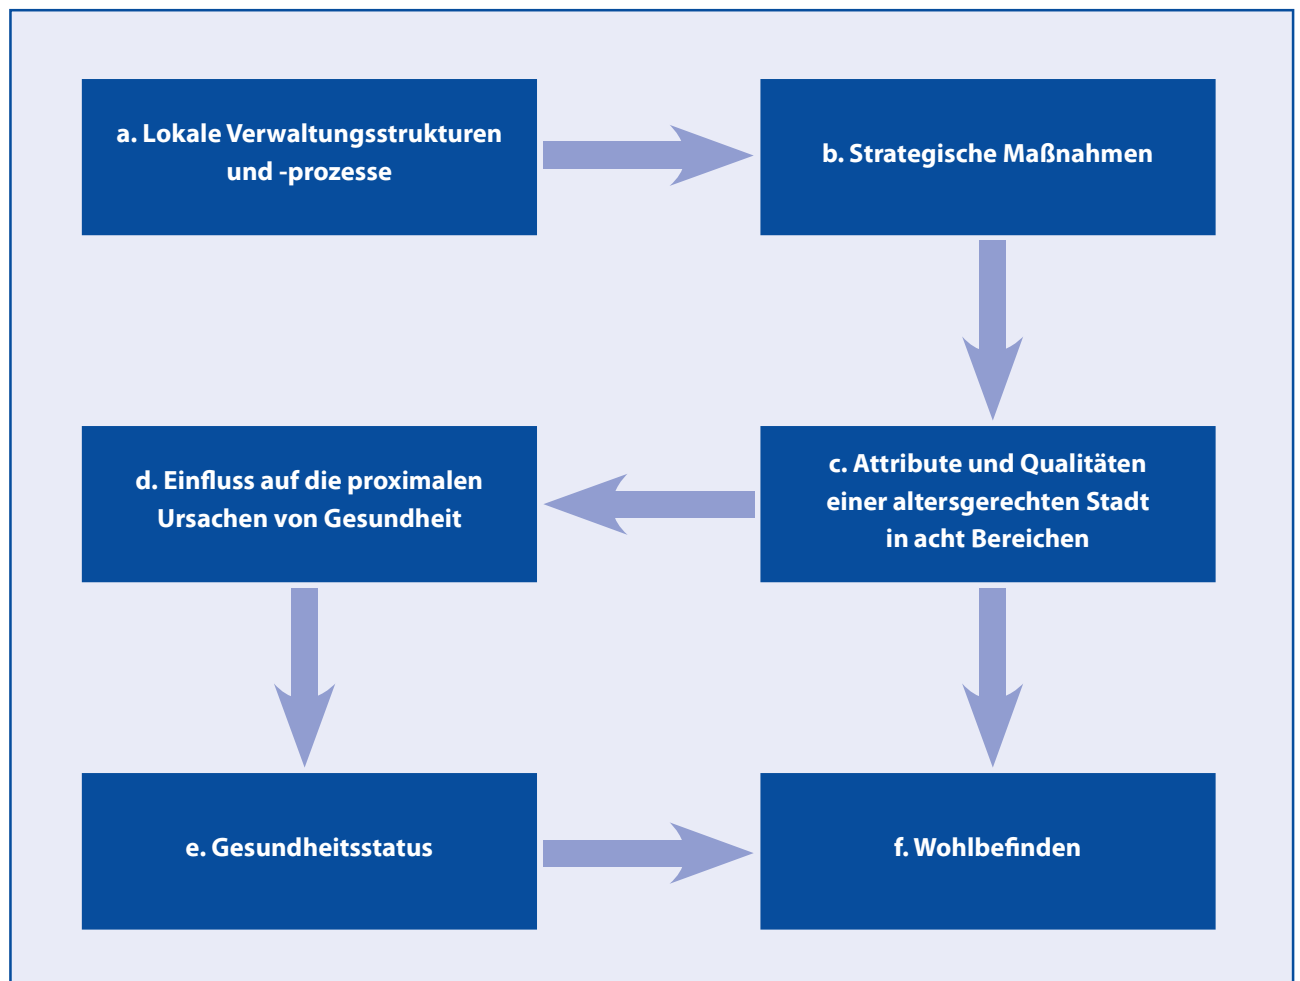 a. Lokale Verwaltungsstrukturen
und -prozesse
b. Strategische Maßnahmen
d. Einfluss auf die proximalen
Ursachen von Gesundheit
c. Attribute und Qualitäten
einer altersgerechten Stadt
in acht Bereichen
e. Gesundheitsstatus
f. Wohlbefinden